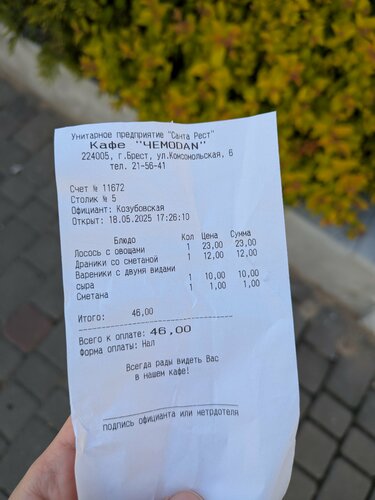 Унитарное предприятие "Санта Рест"
Кафе "ЧЕМОDАN"
224005, г.Брест, ул.Комсомольская, 6
тел. 21-56-41
Счет № 11672
Столик № 5
Официант: Козубовская
Открыт: 18.05.2025 17:26:10
Блюдо Кол Цена Сумма
Лосось с овощами 1 23,00 23,00
Драники со сметаной 1 12,00 12,00
Вареники с двуня видами
сыра 1 10,00 10,00
Сметана 1 1,00 1,00
Итого: 46,00
Всего к оплате: 46,00
Форма оплаты: Нал
Всегда рады видеть Вас
в нашем кафе!
подпись официанта или метрдотеля